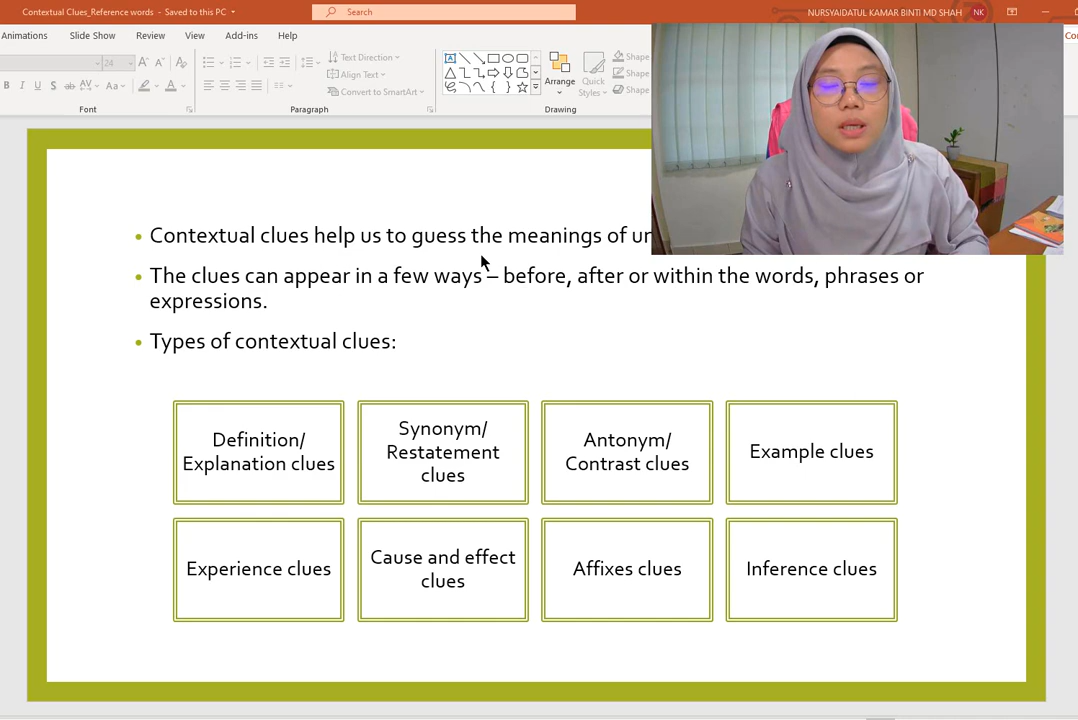 Contextual Clues_Reference words - Saved to this PC
Search
NURSYAIDATUL KAMAR BINTI MD SHAH
NK
Animations Slide Show Review View Add-ins Help
24
Text Direction
Align Text
Convert to SmartArt
Arrange
Quick Styles
Shape
Shape
Shape
Font
Paragraph
Drawing
• Contextual clues help us to guess the meanings of
• The clues can appear in a few ways – before, after or within the words, phrases or
expressions.
• Types of contextual clues:
Definition/
Explanation clues
Synonym/
Restatement
clues
Antonym/
Contrast clues
Example clues
Experience clues
Cause and effect
clues
Affixes clues
Inference clues